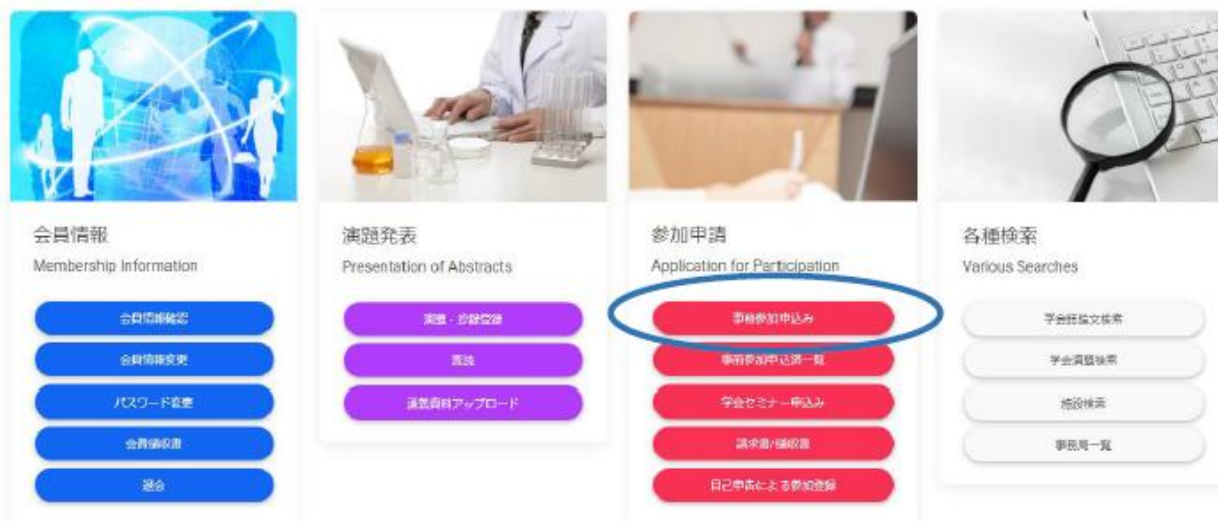 会員情報
Membership Information
会員情報確認
会員情報変更
パスワード変更
会費領収書
退会
演題発表
Presentation of Abstracts
演題・抄録登録
査読
講義資料アップロード
参加申請
Application for Participation
事前参加申込み
事前参加申込済一覧
学会セミナー申込み
請求書/領収書
自己申告による参加登録
各種検索
Various Searches
学会誌論文検索
学会演題検索
施設検索
事務局一覧